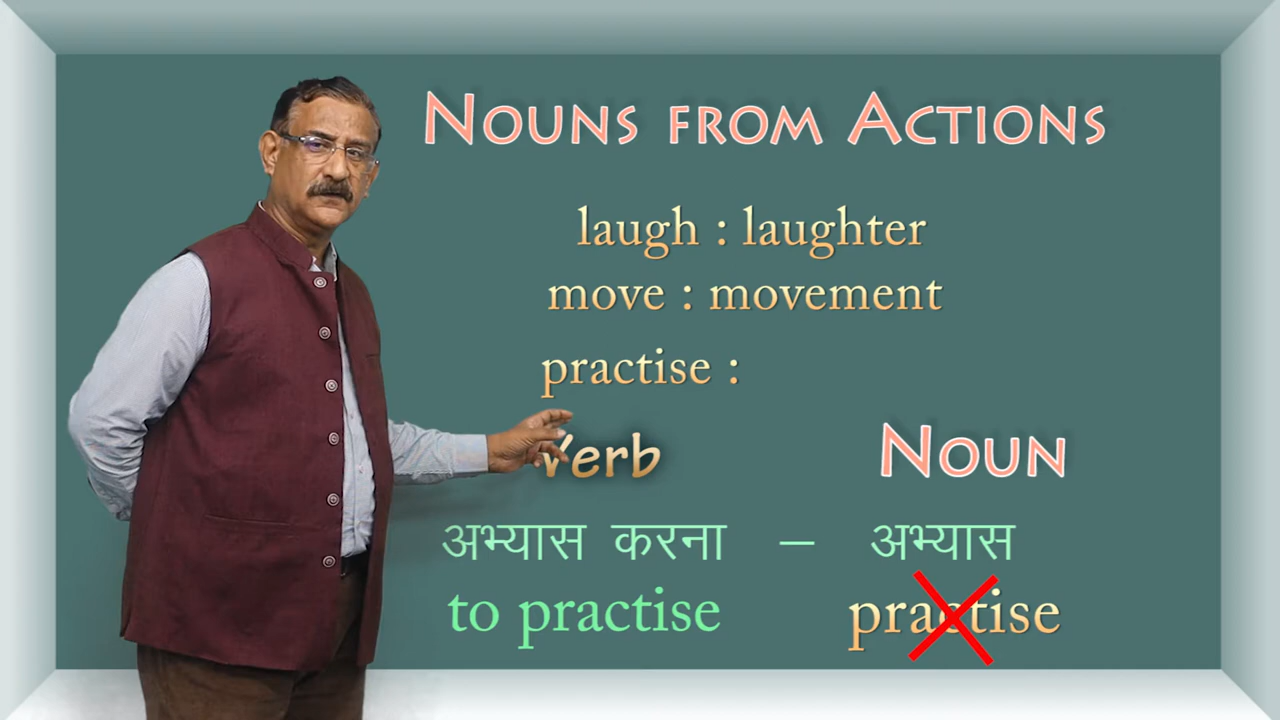 NOUNS FROM ACTIONS
laugh : laughter
move : movement
practise :
Verb NOUN
अभ्यास करना – अभ्यास
to practise practise